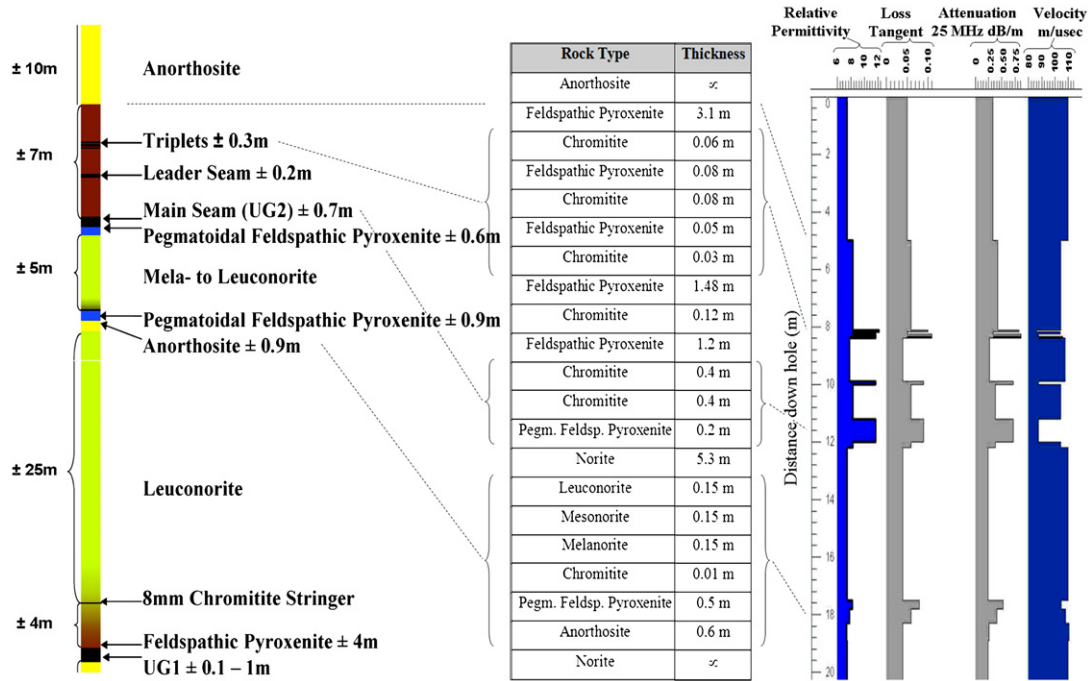 ± 10m
Anorthosite
± 7m
Triplets ± 0.3m
Leader Seam ± 0.2m
Main Seam (UG2) ± 0.7m
Pegmatoidal Feldspathic Pyroxenite ± 0.6m
± 5m
Mela- to Leuconorite
Pegmatoidal Feldspathic Pyroxenite ± 0.9m
Anorthosite ± 0.9m
± 25m
Leuconorite
8mm Chromitite Stringer
± 4m
Feldspathic Pyroxenite ± 4m
UG1 ± 0.1 – 1m
Rock Type Thickness
Anorthosite ∝
Feldspathic Pyroxenite 3.1 m
Chromitite 0.06 m
Feldspathic Pyroxenite 0.08 m
Chromitite 0.08 m
Feldspathic Pyroxenite 0.05 m
Chromitite 0.03 m
Feldspathic Pyroxenite 1.48 m
Chromitite 0.12 m
Feldspathic Pyroxenite 1.2 m
Chromitite 0.4 m
Chromitite 0.4 m
Pegm. Feldsp. Pyroxenite 0.2 m
Norite 5.3 m
Leuconorite 0.15 m
Mesonorite 0.15 m
Melanorite 0.15 m
Chromitite 0.01 m
Pegm. Feldsp. Pyroxenite 0.5 m
Anorthosite 0.6 m
Norite ∝
Relative Permittivity
Loss Tangent
Attenuation 25 MHz dB/m
Velocity m/usec
6 8 10 12
0 0.05 0.10
0 0.25 0.50 0.75
80 90 100 110
Distance down hole (m)
0
2
4
6
8
10
12
14
16
18
20